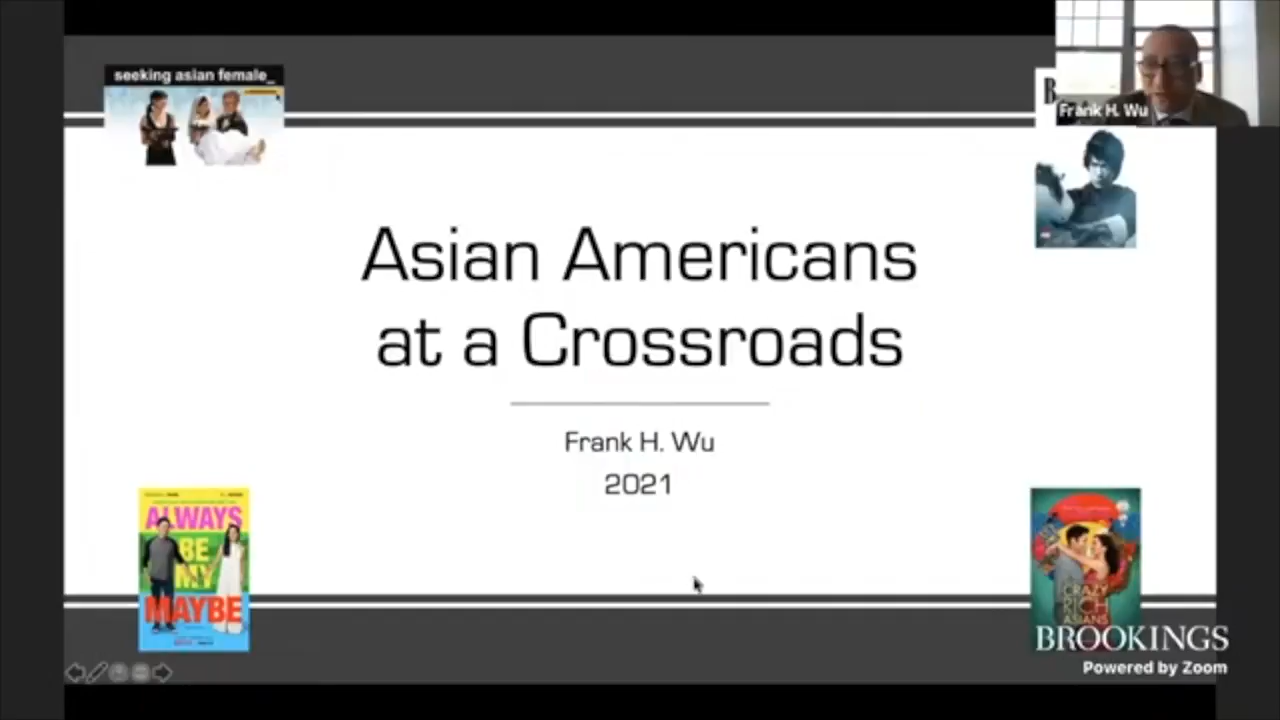 seeking asian female_
B
Frank H. Wu
Asian Americans
at a Crossroads
Frank H. Wu
2021
ALWAYS
BE
MY
MAYBE
CRAZY
RICH
ASIANS
BROOKINGS
Powered by Zoom